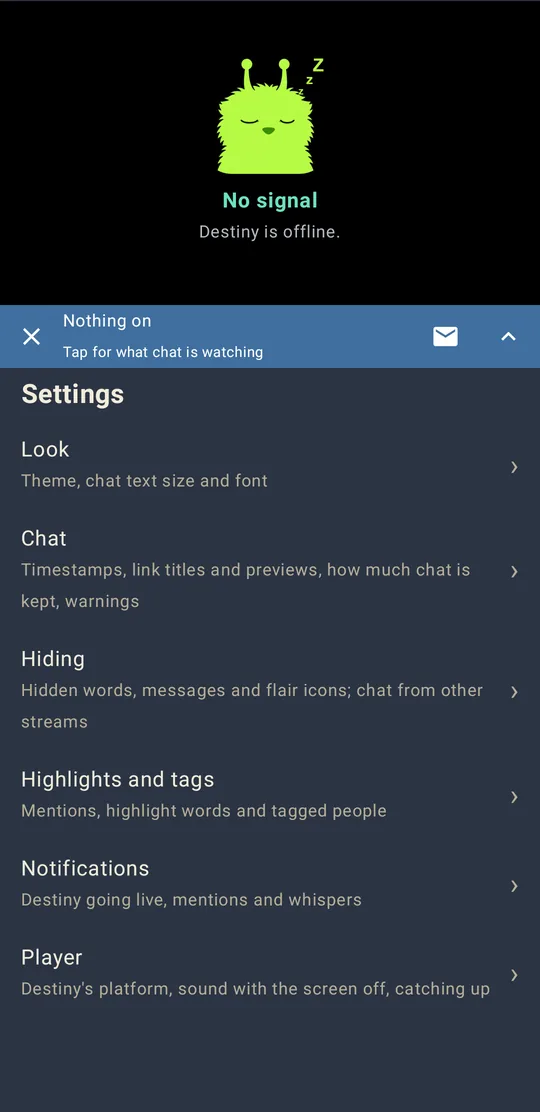 Z
z
z
No signal
Destiny is offline.
Nothing on
Tap for what chat is watching
Settings
Look
Theme, chat text size and font
Chat
Timestamps, link titles and previews, how much chat is
kept, warnings
Hiding
Hidden words, messages and flair icons; chat from other
streams
Highlights and tags
Mentions, highlight words and tagged people
Notifications
Destiny going live, mentions and whispers
Player
Destiny's platform, sound with the screen off, catching up